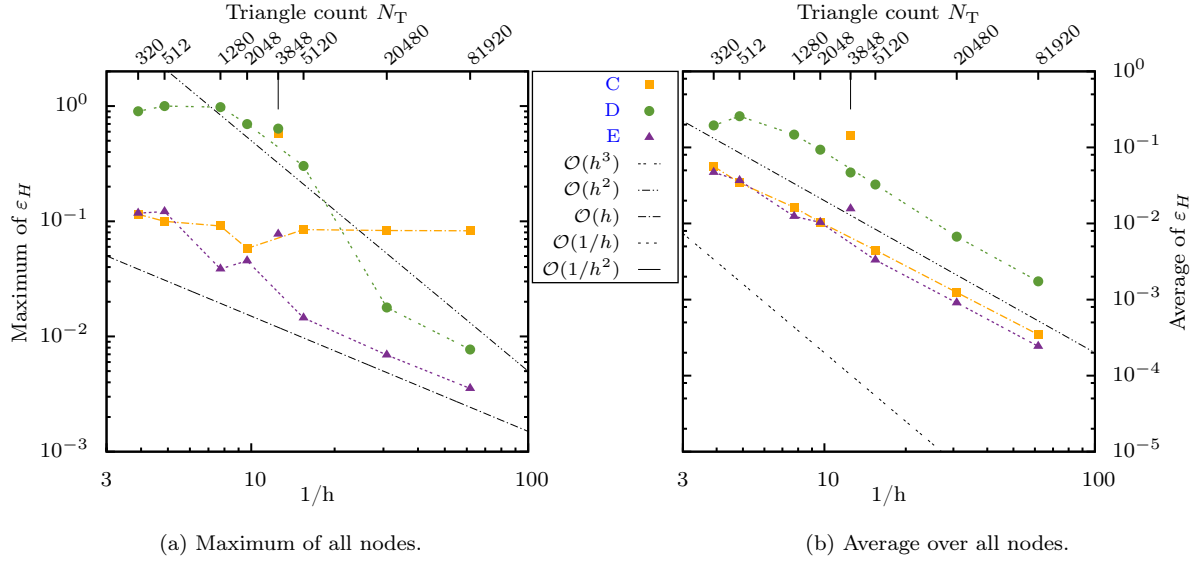 Triangle count N_T
320 512 1280 2048 3848 5120 20480 81920
10^0
10^-1
10^-2
10^-3
Maximum of ε_H
3 10 100
1/h
(a) Maximum of all nodes.
C
D
E
O(h^3)
O(h^2)
O(h)
O(1/h)
O(1/h^2)
Triangle count N_T
320 512 1280 2048 3848 5120 20480 81920
10^0
10^-1
10^-2
10^-3
10^-4
10^-5
Average of ε_H
3 10 100
1/h
(b) Average over all nodes.